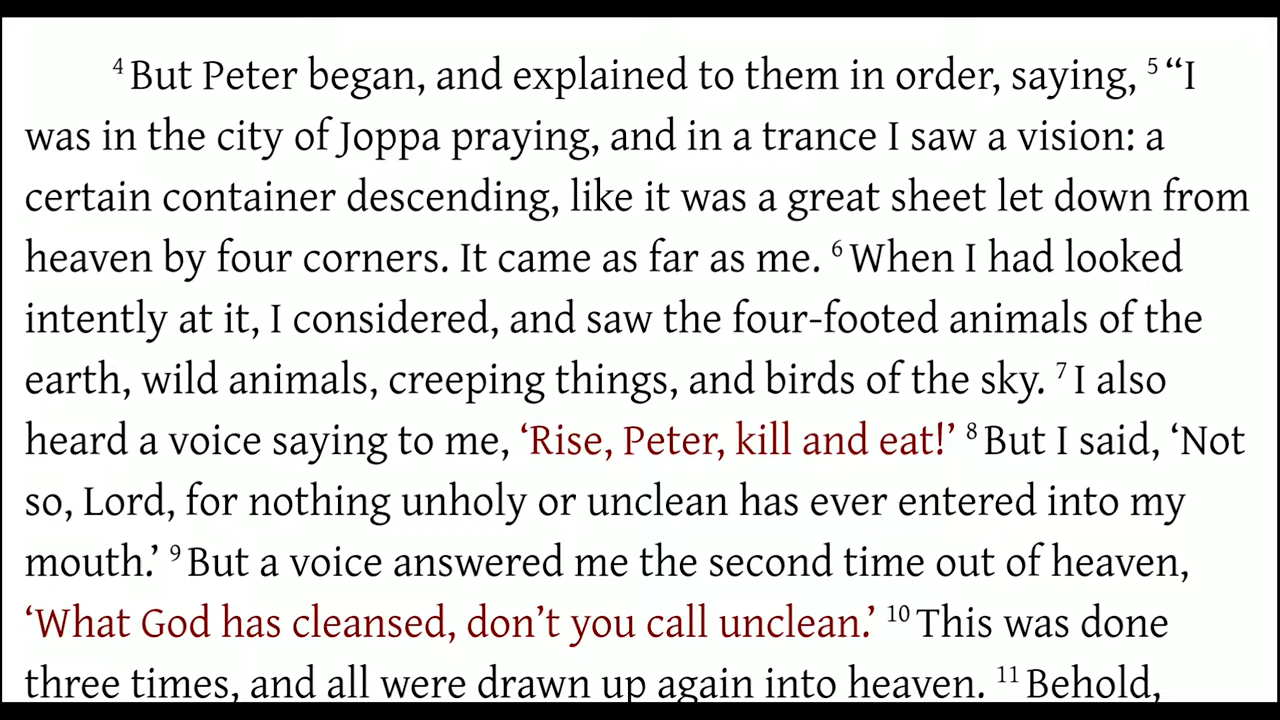 ⁴ But Peter began, and explained to them in order, saying, ⁵ “I
was in the city of Joppa praying, and in a trance I saw a vision: a
certain container descending, like it was a great sheet let down from
heaven by four corners. It came as far as me. ⁶ When I had looked
intently at it, I considered, and saw the four-footed animals of the
earth, wild animals, creeping things, and birds of the sky. ⁷ I also
heard a voice saying to me, ‘Rise, Peter, kill and eat!’ ⁸ But I said, ‘Not
so, Lord, for nothing unholy or unclean has ever entered into my
mouth.’ ⁹ But a voice answered me the second time out of heaven,
‘What God has cleansed, don’t you call unclean.’ ¹⁰ This was done
three times, and all were drawn up again into heaven. ¹¹ Behold,